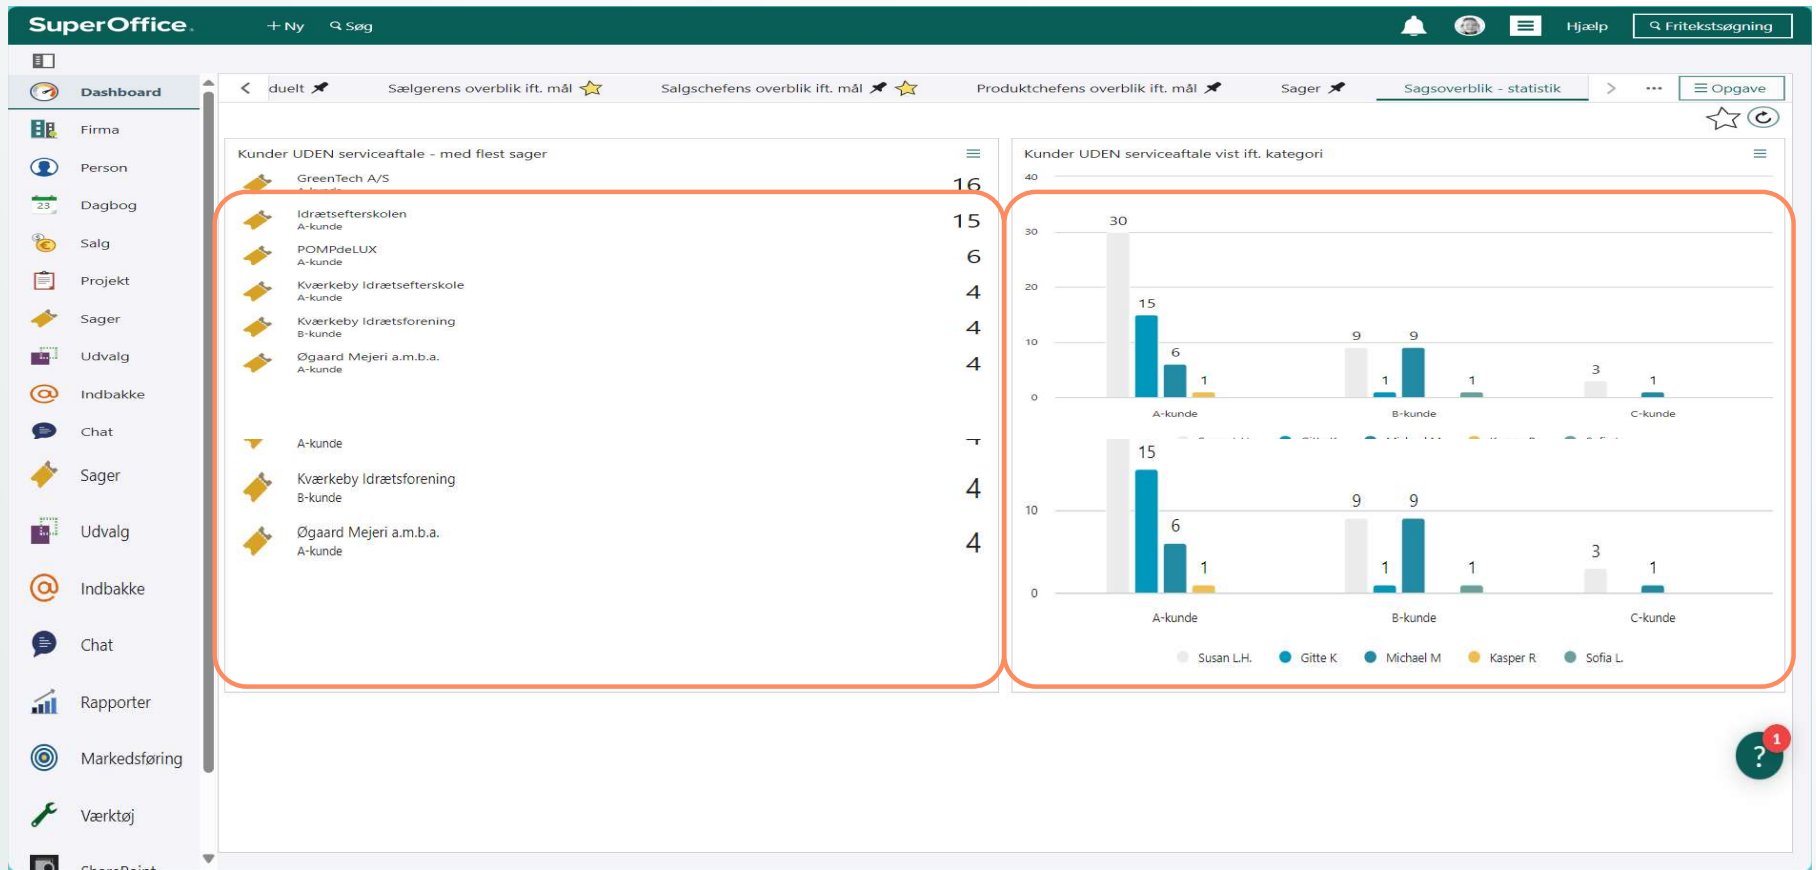 SuperOffice.
+ Ny
Søg
Hjælp
Fritekstsøgning
Dashboard
Firma
Person
23
Dagbog
Salg
Projekt
Sager
Udvalg
Indbakke
Chat
Sager
Udvalg
Indbakke
Chat
Rapporter
Markedsføring
Værktøj
SharePoint
duelt
Sælgerens overblik ift. mål
Salgschefens overblik ift. mål
Produktchefens overblik ift. mål
Sager
Sagsoverblik - statistik
Opgave
Kunder UDEN serviceaftale - med flest sager
GreenTech A/S
16
Idrætsefterskolen
A-kunde
15
POMPdeLUX
A-kunde
6
Kværkeby Idrætsefterskole
A-kunde
4
Kværkeby Idrætsforening
B-kunde
4
Øgaard Mejeri a.m.b.a.
A-kunde
4
A-kunde
Kværkeby Idrætsforening
B-kunde
4
Øgaard Mejeri a.m.b.a.
A-kunde
4
Kunder UDEN serviceaftale vist ift. kategori
40
30
20
10
0
30
15
6
1
9
1
9
1
3
1
A-kunde
B-kunde
C-kunde
10
0
15
6
1
9
1
9
1
3
1
A-kunde
B-kunde
C-kunde
Susan L.H.
Gitte K
Michael M
Kasper R
Sofia L.
?
1